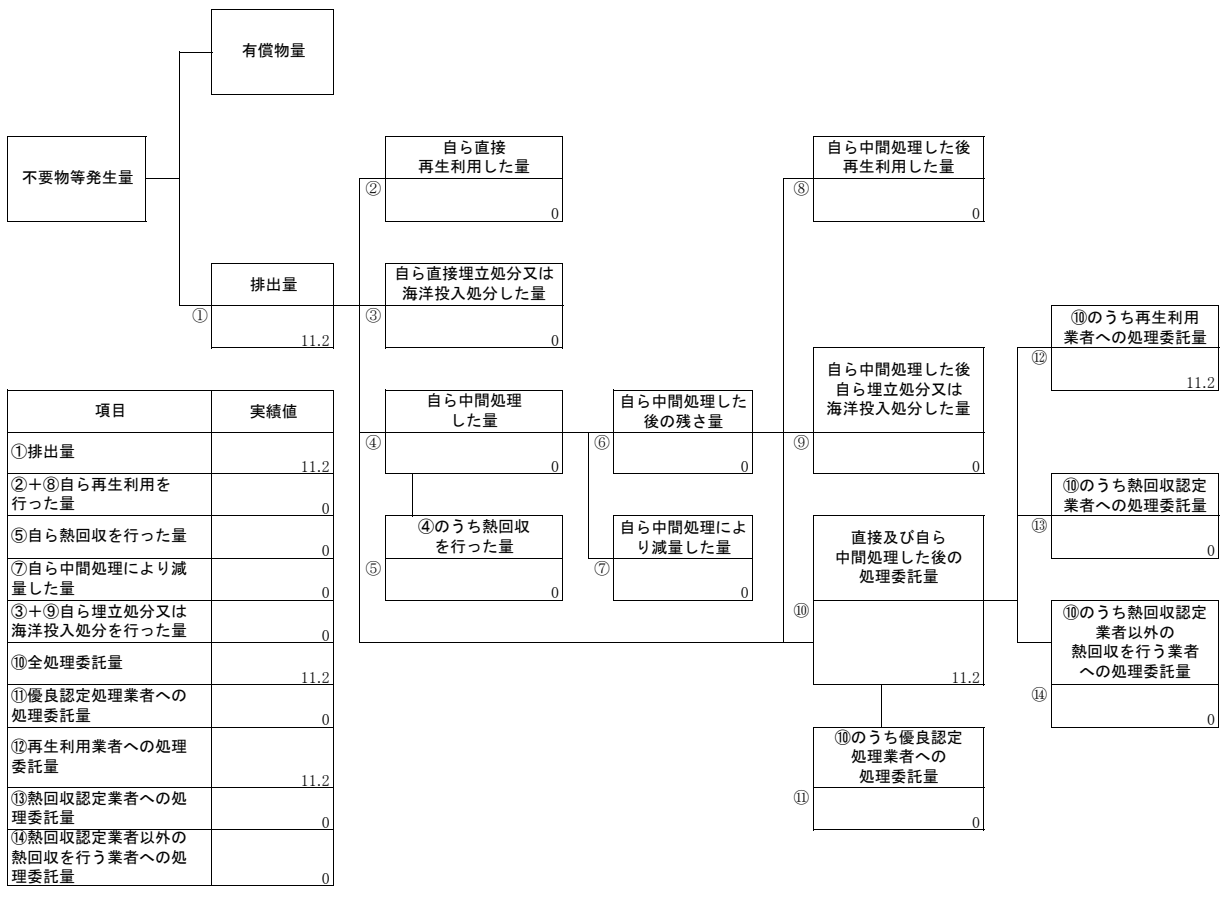 有償物量
不要物等発生量
自ら直接
再生利用した量
②
0
自ら中間処理した後
再生利用した量
⑧
0
排出量
①
11.2
自ら直接埋立処分又は
海洋投入処分した量
③
0
⑩のうち再生利用
業者への処理委託量
⑫
11.2
自ら中間処理
した量
④
0
自ら中間処理した
後の残さ量
⑥
0
自ら中間処理した後
自ら埋立処分又は
海洋投入処分した量
⑨
0
⑩のうち熱回収認定
業者への処理委託量
⑬
0
④のうち熱回収
を行った量
⑤
0
自ら中間処理によ
り減量した量
⑦
0
直接及び自ら
中間処理した後の
処理委託量
⑩
11.2
⑩のうち熱回収認定
業者以外の
熱回収を行う業者
への処理委託量
⑭
0
⑩のうち優良認定
処理業者への
処理委託量
⑪
0
項目 実績値
①排出量 11.2
②+⑧自ら再生利用を
行った量 0
⑤自ら熱回収を行った量 0
⑦自ら中間処理により減
量した量 0
③+⑨自ら埋立処分又は
海洋投入処分を行った量 0
⑩全処理委託量 11.2
⑪優良認定処理業者への
処理委託量 0
⑫再生利用業者への処理
委託量 11.2
⑬熱回収認定業者への処
理委託量 0
⑭熱回収認定業者以外の
熱回収を行う業者への処
理委託量 0